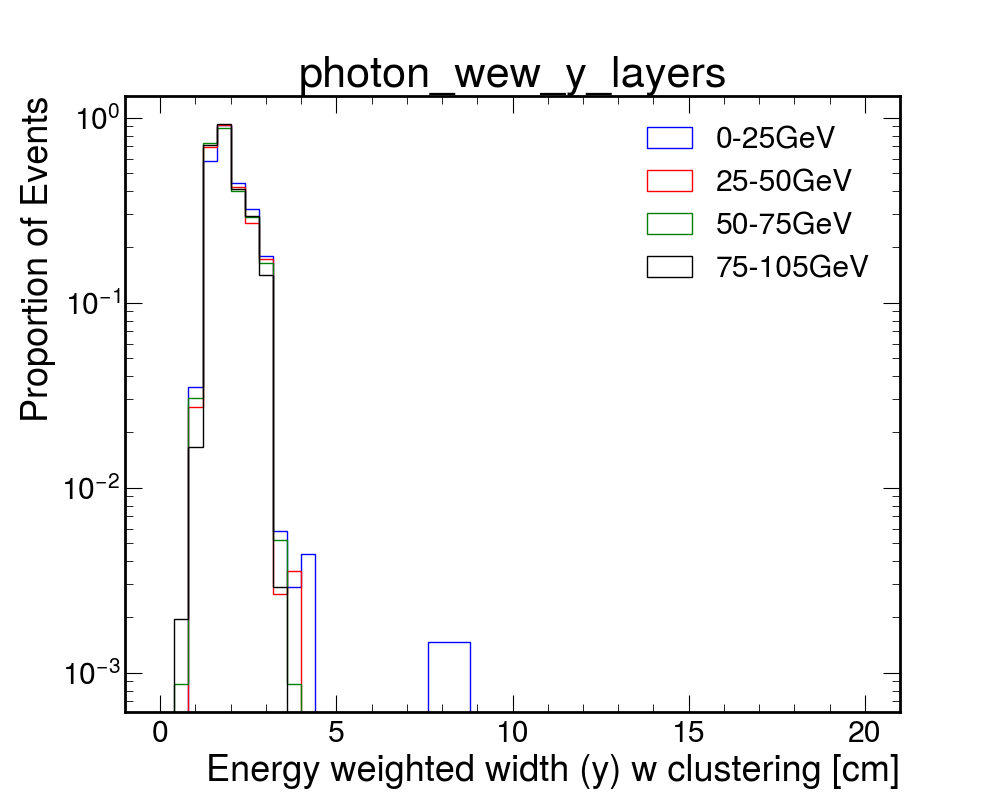 photon_wew_y_layers
Proportion of Events
10^0
10^−1
10^−2
10^−3
0-25GeV
25-50GeV
50-75GeV
75-105GeV
0 5 10 15 20
Energy weighted width (y) w clustering [cm]